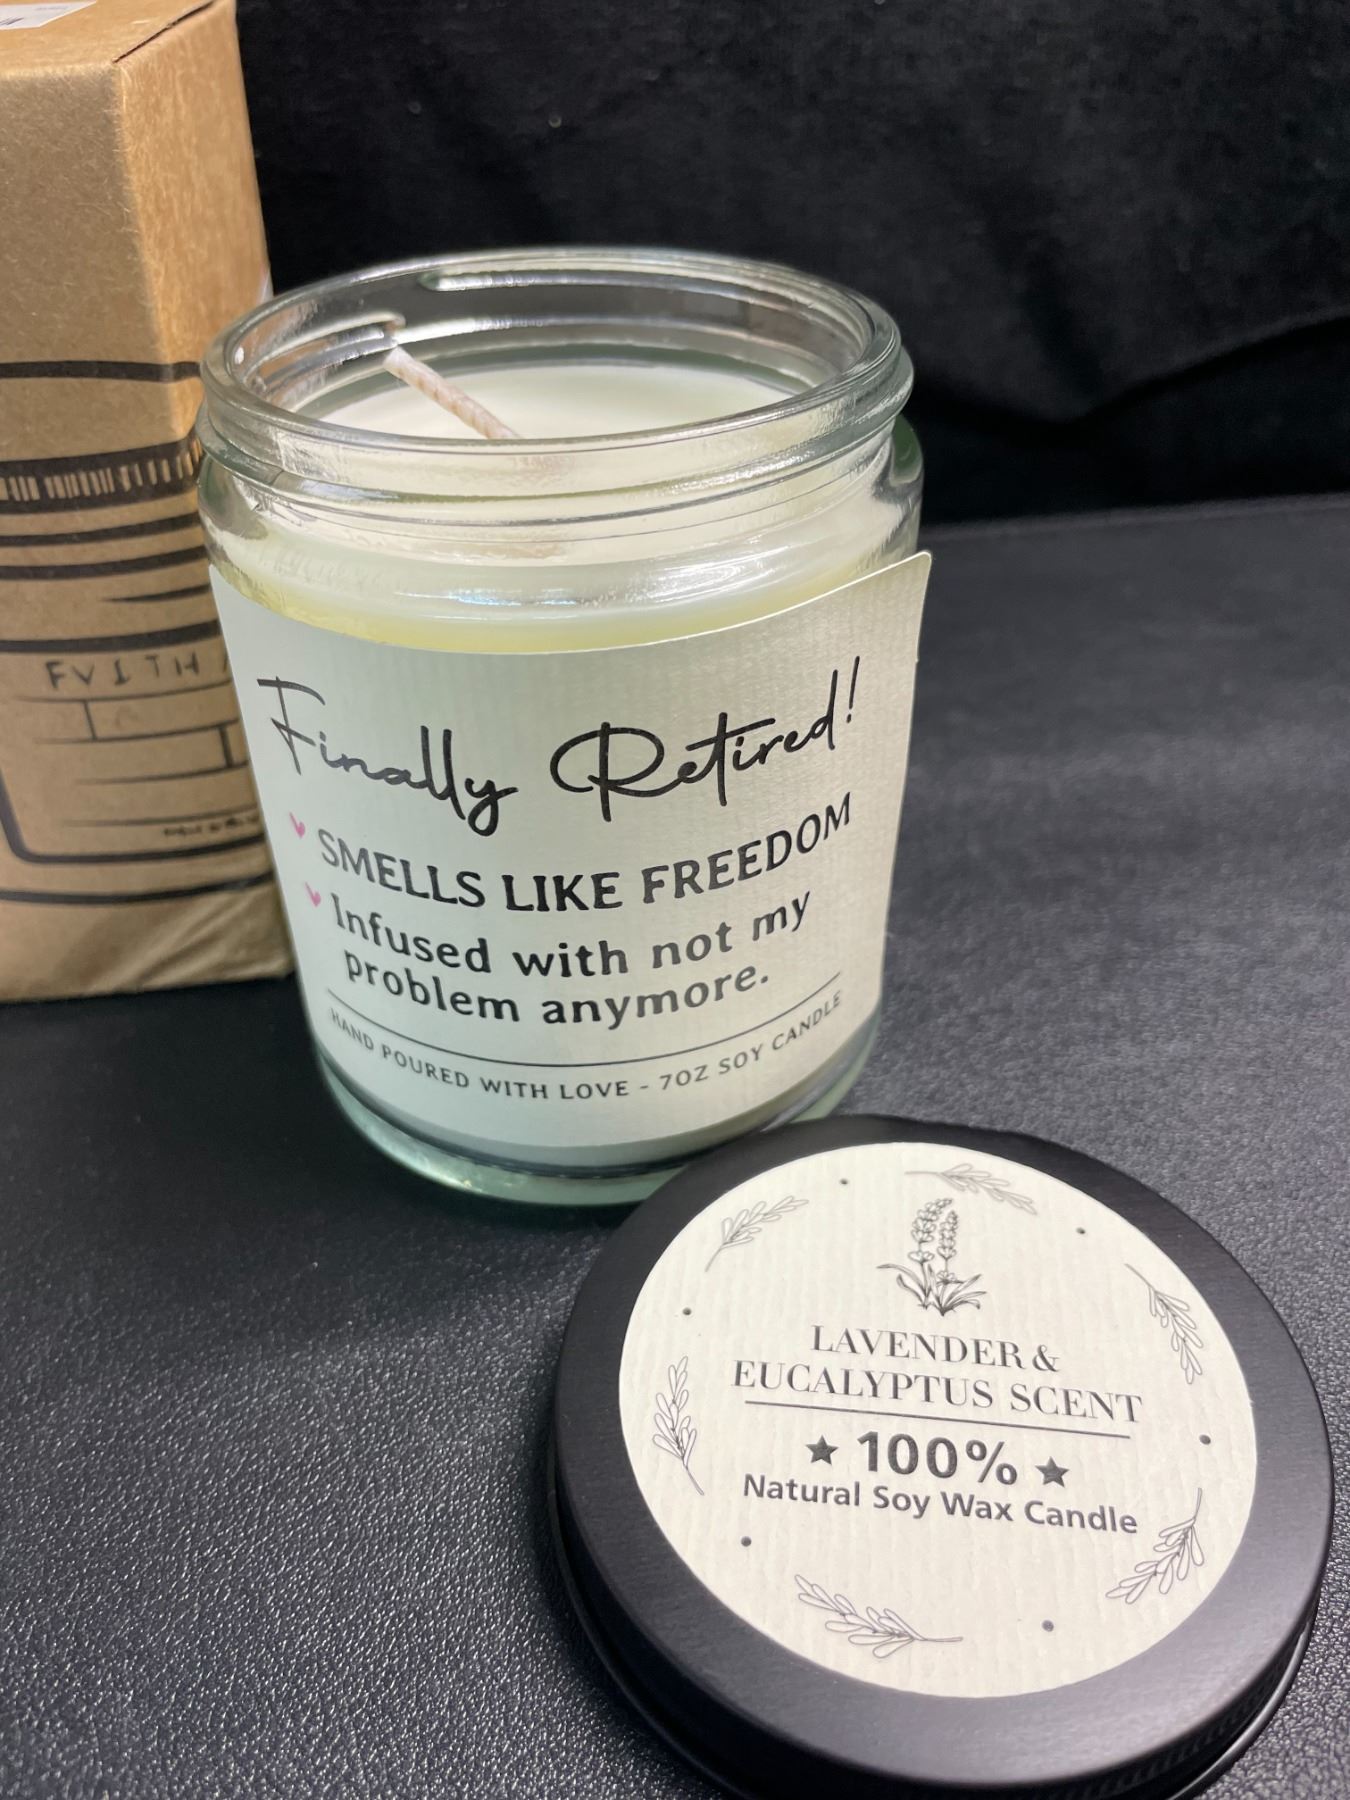 Finally Retired!
SMELLS LIKE FREEDOM
Infused with not my
problem anymore.
HAND POURED WITH LOVE - 7OZ SOY CANDLE
LAVENDER &
EUCALYPTUS SCENT
100%
Natural Soy Wax Candle